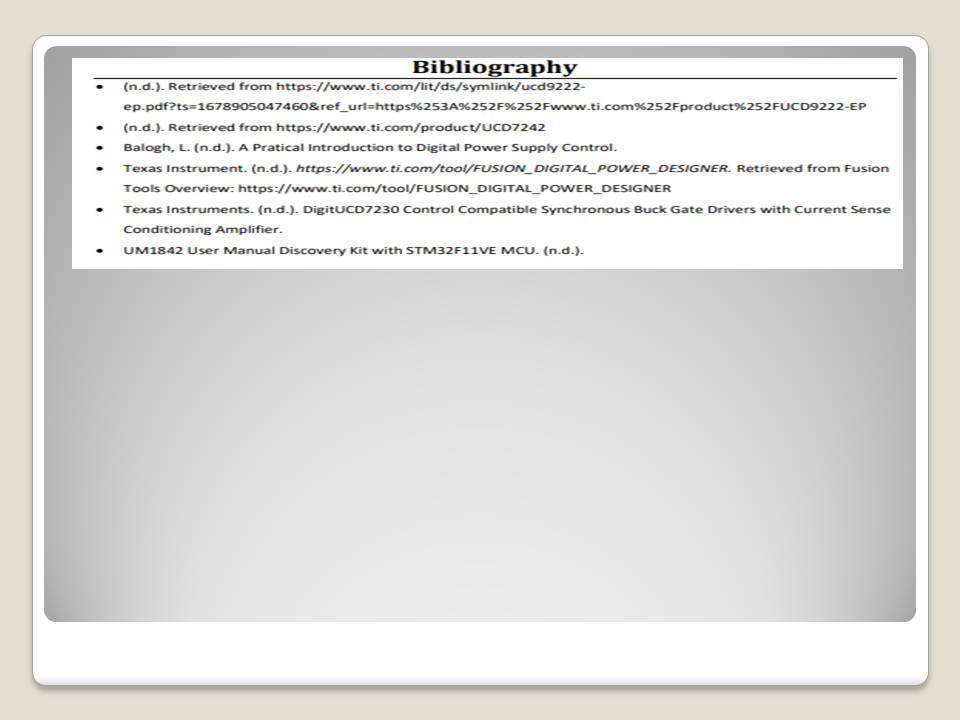 Bibliography
• (n.d.). Retrieved from https://www.ti.com/lit/ds/symlink/ucd9222-
ep.pdf?ts=1678905047460&ref_url=https%253A%252F%252Fwww.ti.com%252Fproduct%252FUCD9222-EP
• (n.d.). Retrieved from https://www.ti.com/product/UCD7242
• Balogh, L. (n.d.). A Pratical Introduction to Digital Power Supply Control.
• Texas Instrument. (n.d.). https://www.ti.com/tool/FUSION_DIGITAL_POWER_DESIGNER. Retrieved from Fusion
Tools Overview: https://www.ti.com/tool/FUSION_DIGITAL_POWER_DESIGNER
• Texas Instruments. (n.d.). DigitUCD7230 Control Compatible Synchronous Buck Gate Drivers with Current Sense
Conditioning Amplifier.
• UM1842 User Manual Discovery Kit with STM32F11VE MCU. (n.d.).